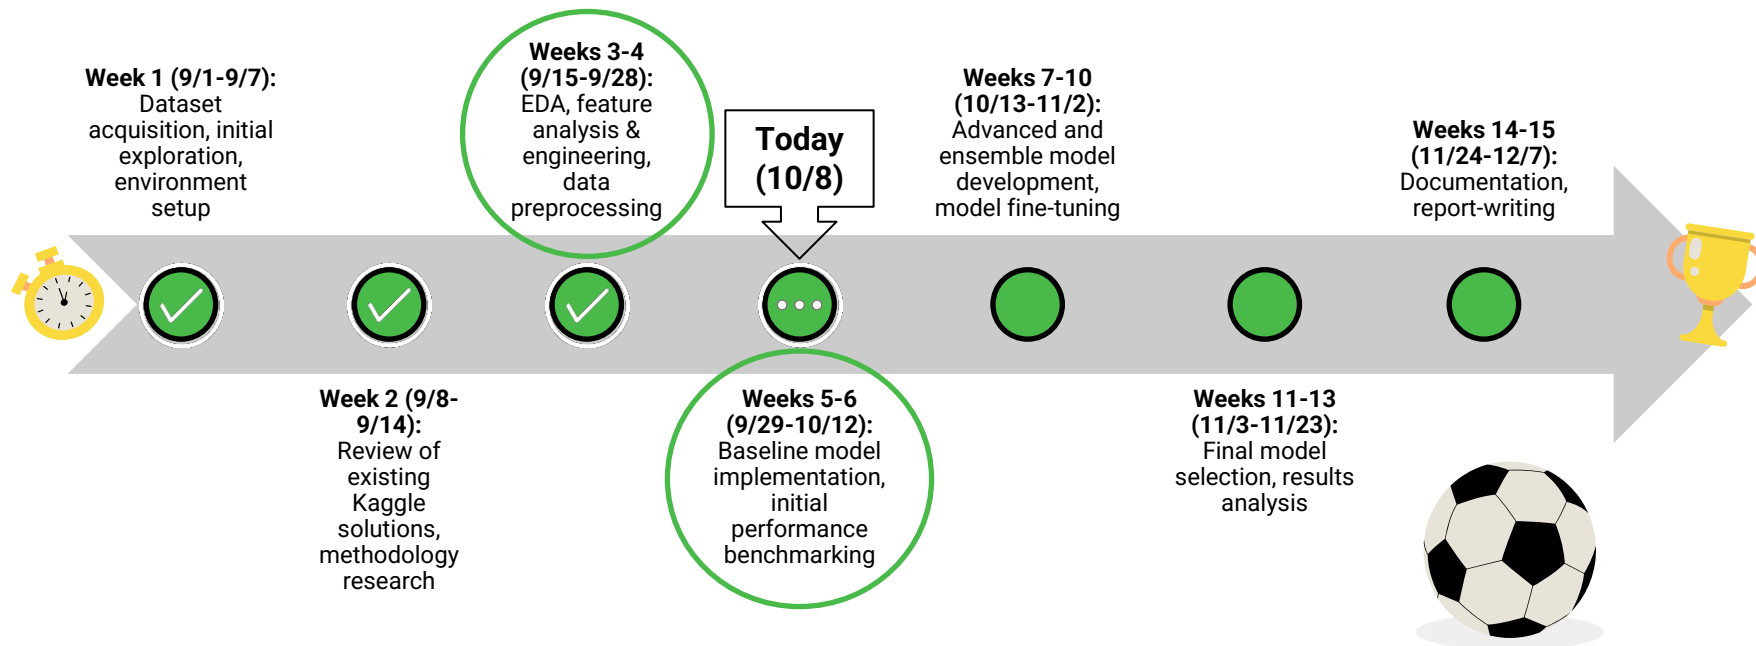 Week 1 (9/1-9/7):
Dataset
acquisition, initial
exploration,
environment
setup
Week 2 (9/8-
9/14):
Review of
existing
Kaggle
solutions,
methodology
research
Weeks 3-4
(9/15-9/28):
EDA, feature
analysis &
engineering,
data
preprocessing
Today
(10/8)
Weeks 5-6
(9/29-10/12):
Baseline model
implementation,
initial
performance
benchmarking
Weeks 7-10
(10/13-11/2):
Advanced and
ensemble model
development,
model fine-tuning
Weeks 11-13
(11/3-11/23):
Final model
selection, results
analysis
Weeks 14-15
(11/24-12/7):
Documentation,
report-writing